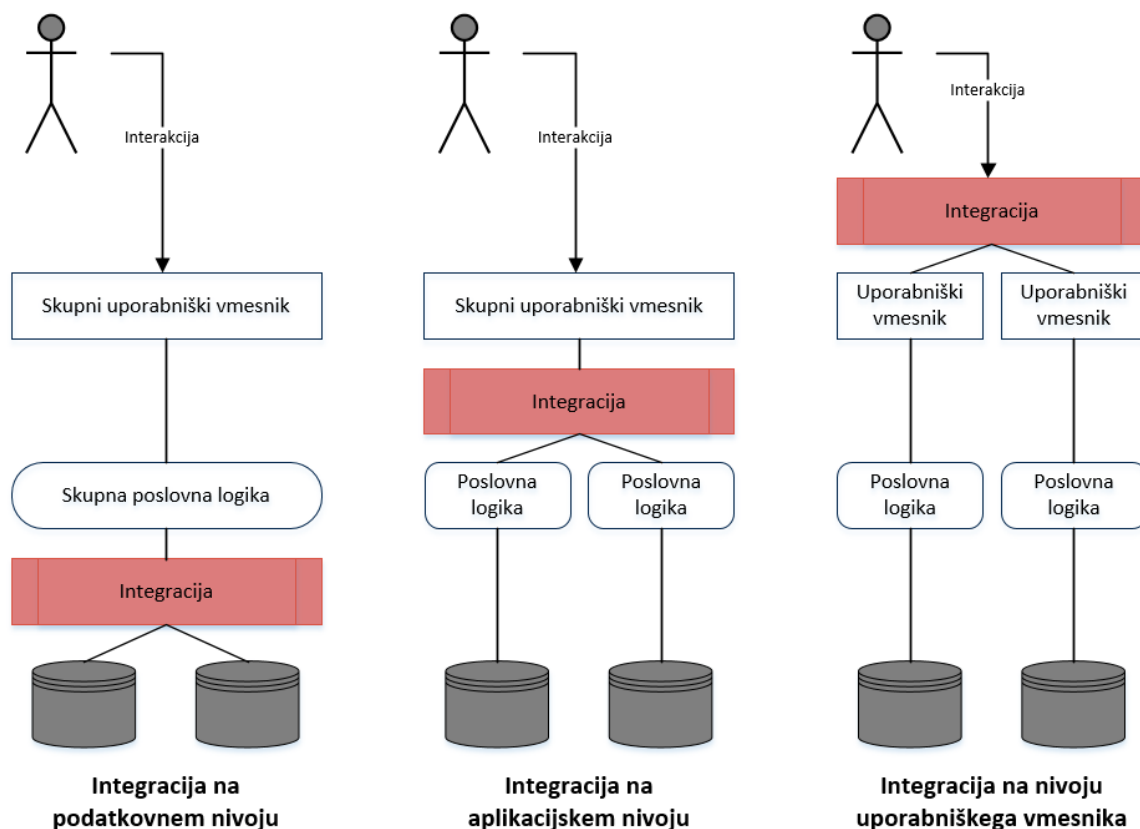 Interakcija
Skupni uporabniški vmesnik
Skupna poslovna logika
Integracija
Integracija na
podatkovnem nivoju
Interakcija
Skupni uporabniški vmesnik
Integracija
Poslovna
logika
Poslovna
logika
Integracija na
aplikacijskem nivoju
Interakcija
Integracija
Uporabniški
vmesnik
Uporabniški
vmesnik
Poslovna
logika
Poslovna
logika
Integracija na nivoju
uporabniškega vmesnika